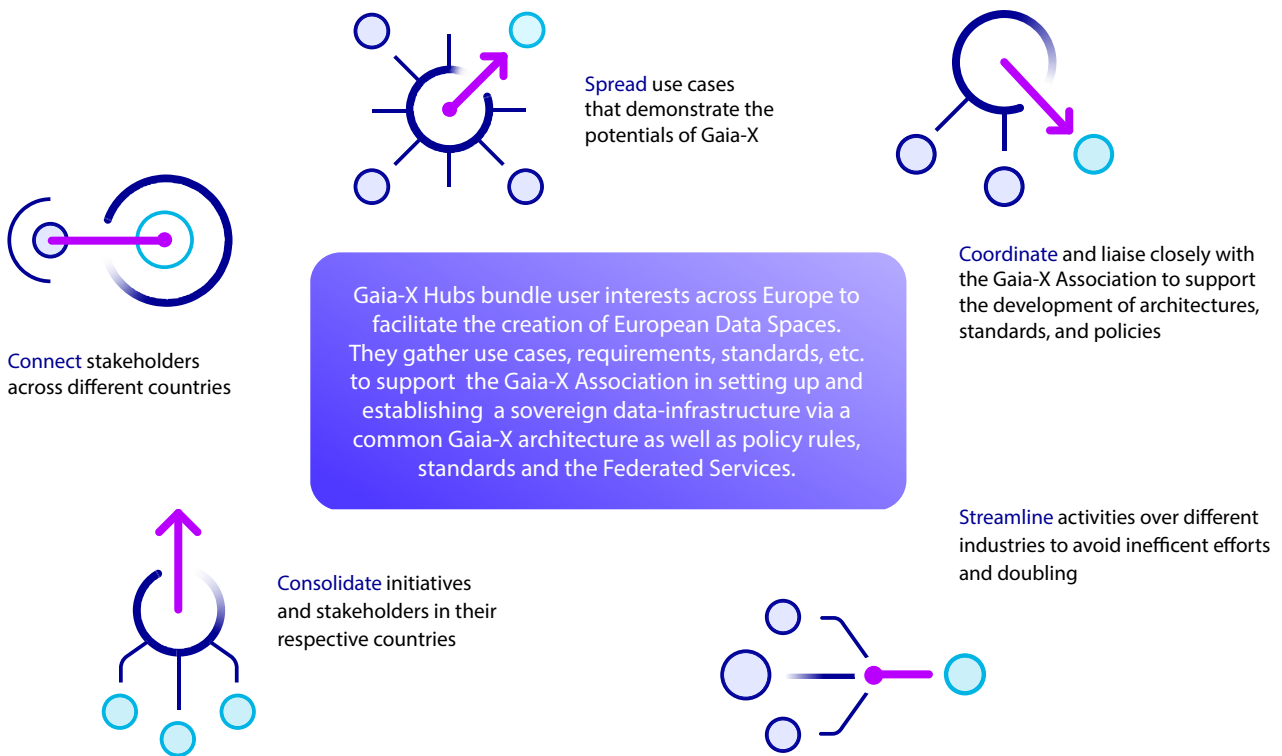 Spread use cases
that demonstrate the
potentials of Gaia-X
Coordinate and liaise closely with
the Gaia-X Association to support
the development of architectures,
standards, and policies
Connect stakeholders
across different countries
Gaia-X Hubs bundle user interests across Europe to
facilitate the creation of European Data Spaces.
They gather use cases, requirements, standards, etc.
to support the Gaia-X Association in setting up and
establishing a sovereign data-infrastructure via a
common Gaia-X architecture as well as policy rules,
standards and the Federated Services.
Consolidate initiatives
and stakeholders in their
respective countries
Streamline activities over different
industries to avoid inefficent efforts
and doubling